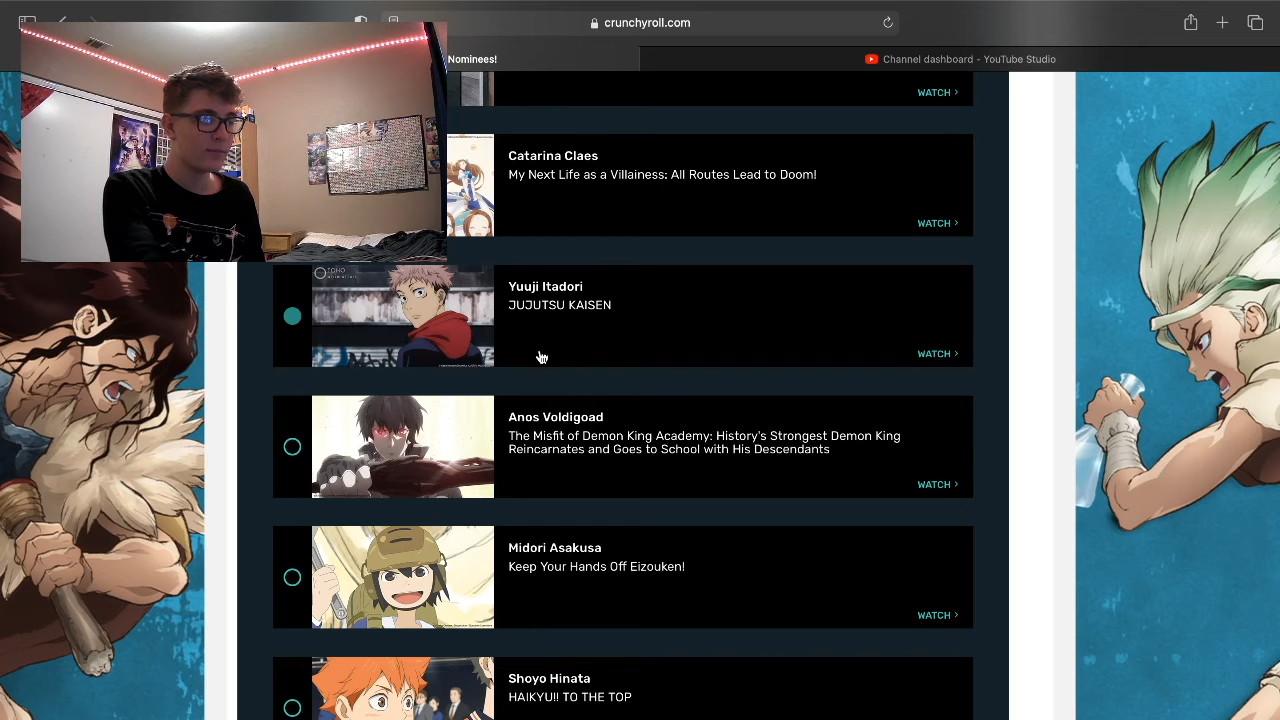 crunchyroll.com
Nominees!
Channel dashboard - YouTube Studio
WATCH >
Catarina Claes
My Next Life as a Villainess: All Routes Lead to Doom!
WATCH >
TOHO
Yuuji Itadori
JUJUTSU KAISEN
WATCH >
Anos Voldigoad
The Misfit of Demon King Academy: History's Strongest Demon King
Reincarnates and Goes to School with His Descendants
WATCH >
Midori Asakusa
Keep Your Hands Off Eizouken!
WATCH >
Shoyo Hinata
HAIKYU!! TO THE TOP